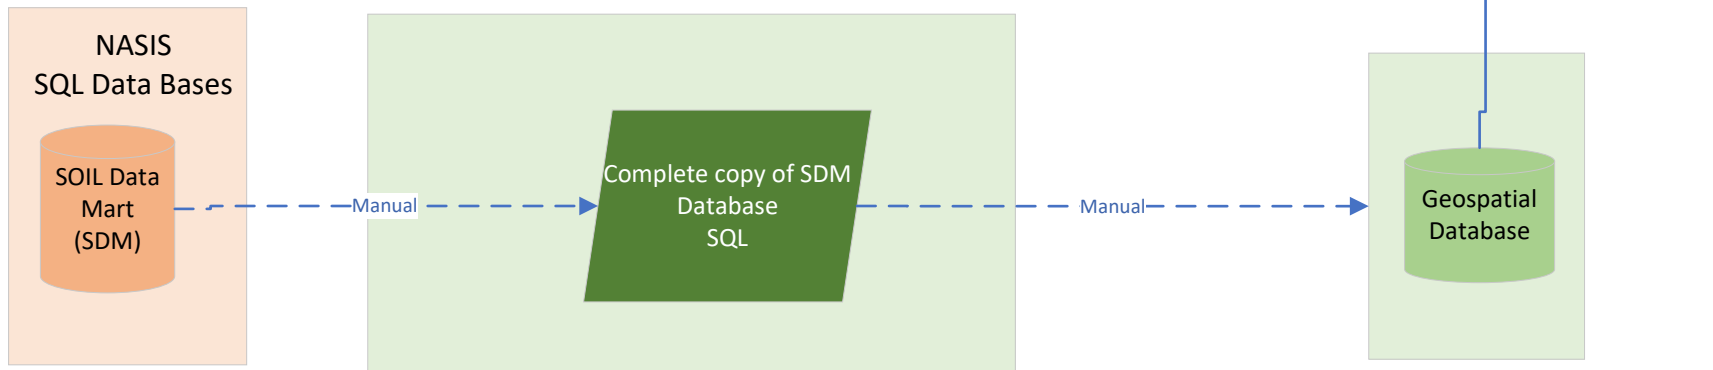 NASIS
SQL Data Bases
SOIL Data
Mart
(SDM)
Manual
Complete copy of SDM
Database
SQL
Manual
Geospatial
Database